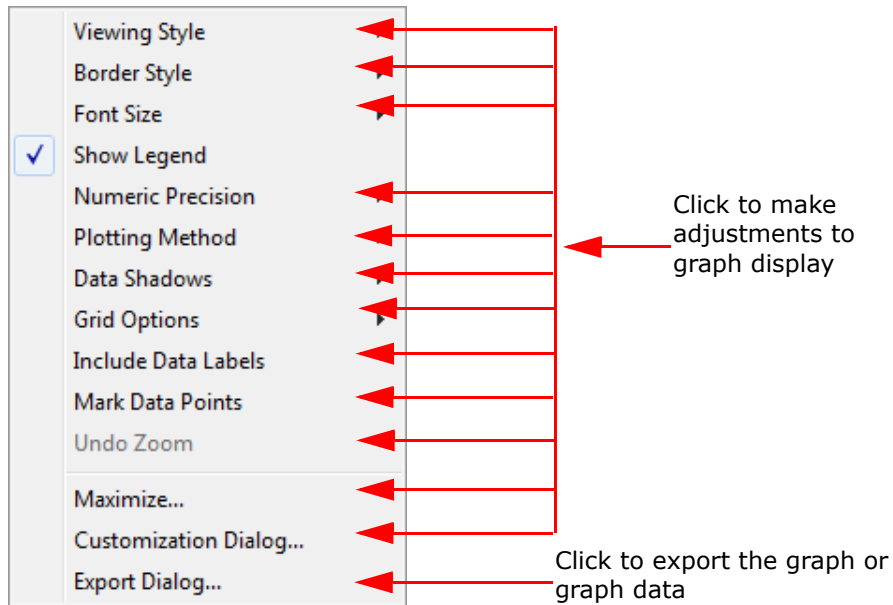 Viewing Style
Border Style
Font Size
Show Legend
Numeric Precision
Plotting Method
Data Shadows
Grid Options
Include Data Labels
Mark Data Points
Undo Zoom
Maximize...
Customization Dialog...
Export Dialog...
Click to make
adjustments to
graph display
Click to export the graph or
graph data